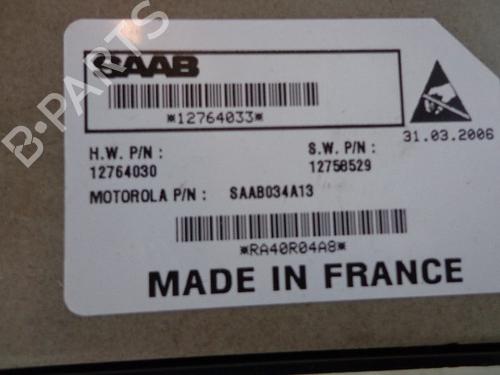 SAAB
*12764033*
31.03.2006
H.W. P/N : S.W. P/N :
12764030 12758529
MOTOROLA P/N : SAAB034A13
*RA40R04A8*
MADE IN FRANCE
B-PARTS